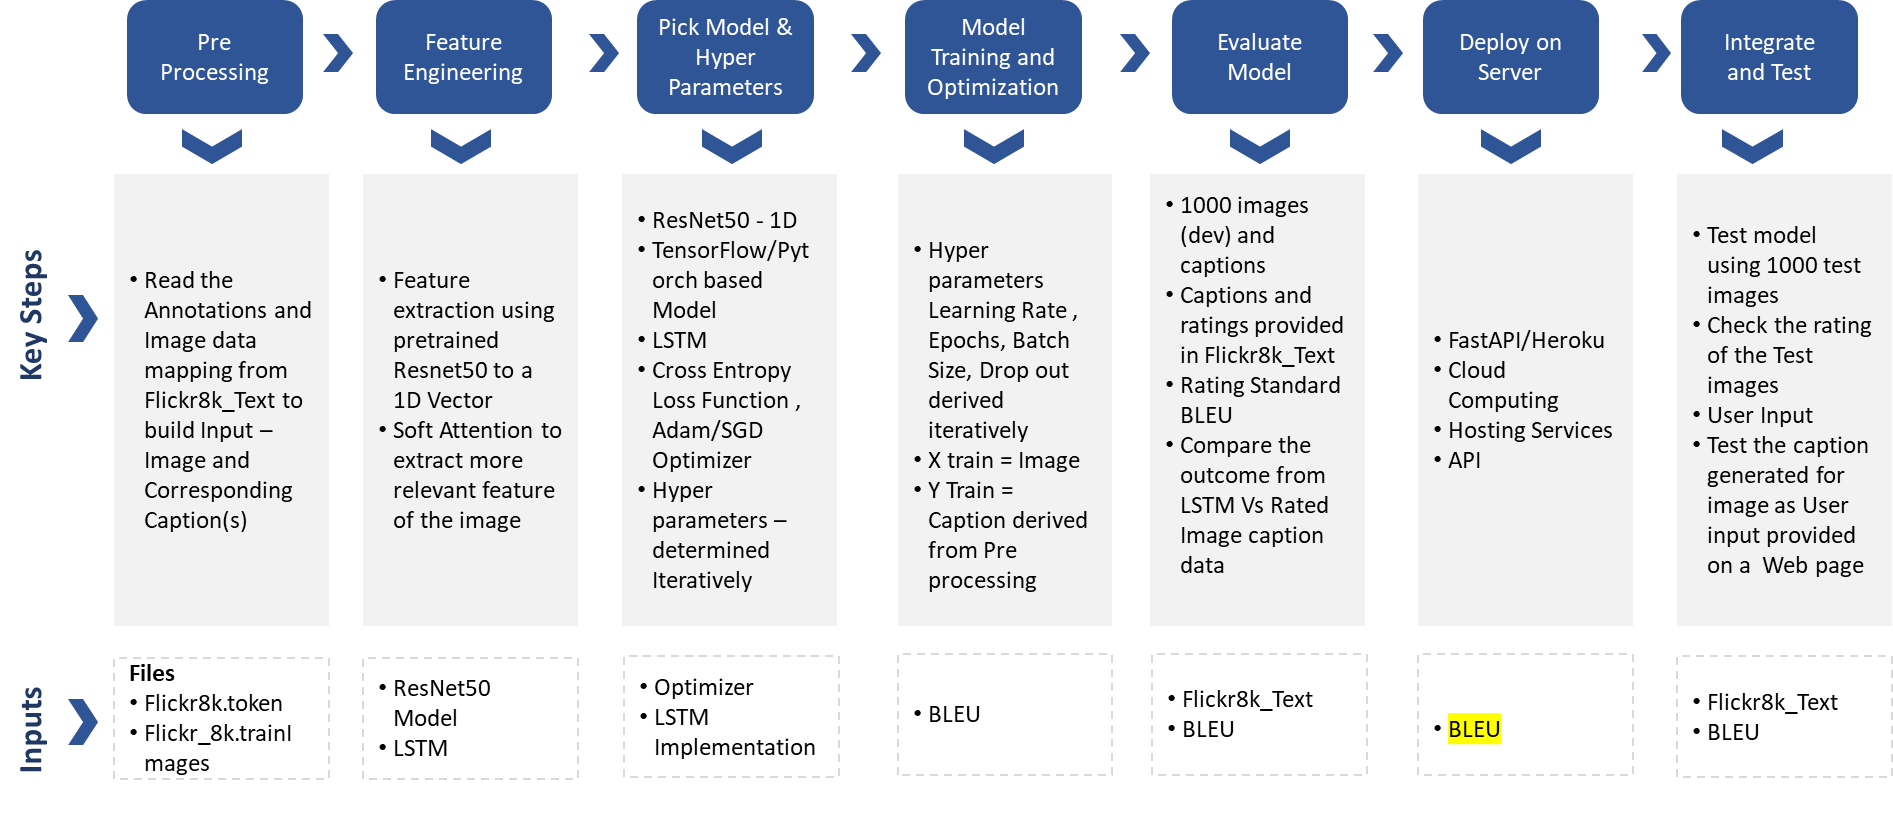 Pre
Processing
Feature
Engineering
Pick Model &
Hyper
Parameters
Model
Training and
Optimization
Evaluate
Model
Deploy on
Server
Integrate
and Test
Key Steps
• Read the
Annotations and
Image data
mapping from
Flickr8k_Text to
build Input –
Image and
Corresponding
Caption(s)
• Feature
extraction using
pretrained
Resnet50 to a
1D Vector
• Soft Attention to
extract more
relevant feature
of the image
• ResNet50 - 1D
• TensorFlow/Pyt
orch based
Model
• LSTM
• Cross Entropy
Loss Function ,
Adam/SGD
Optimizer
• Hyper
parameters –
determined
Iteratively
• Hyper
parameters
Learning Rate ,
Epochs, Batch
Size, Drop out
derived
iteratively
• X train = Image
• Y Train =
Caption derived
from Pre
processing
• 1000 images
(dev) and
captions
• Captions and
ratings provided
in Flickr8k_Text
• Rating Standard
BLEU
• Compare the
outcome from
LSTM Vs Rated
Image caption
data
• FastAPI/Heroku
• Cloud
Computing
• Hosting Services
• API
• Test model
using 1000 test
images
• Check the rating
of the Test
images
• User Input
• Test the caption
generated for
image as User
input provided
on a  Web page
Inputs
Files
• Flickr8k.token
• Flickr_8k.trainI
mages
• ResNet50
Model
• LSTM
• Optimizer
• LSTM
Implementation
• BLEU
• Flickr8k_Text
• BLEU
• BLEU
• Flickr8k_Text
• BLEU